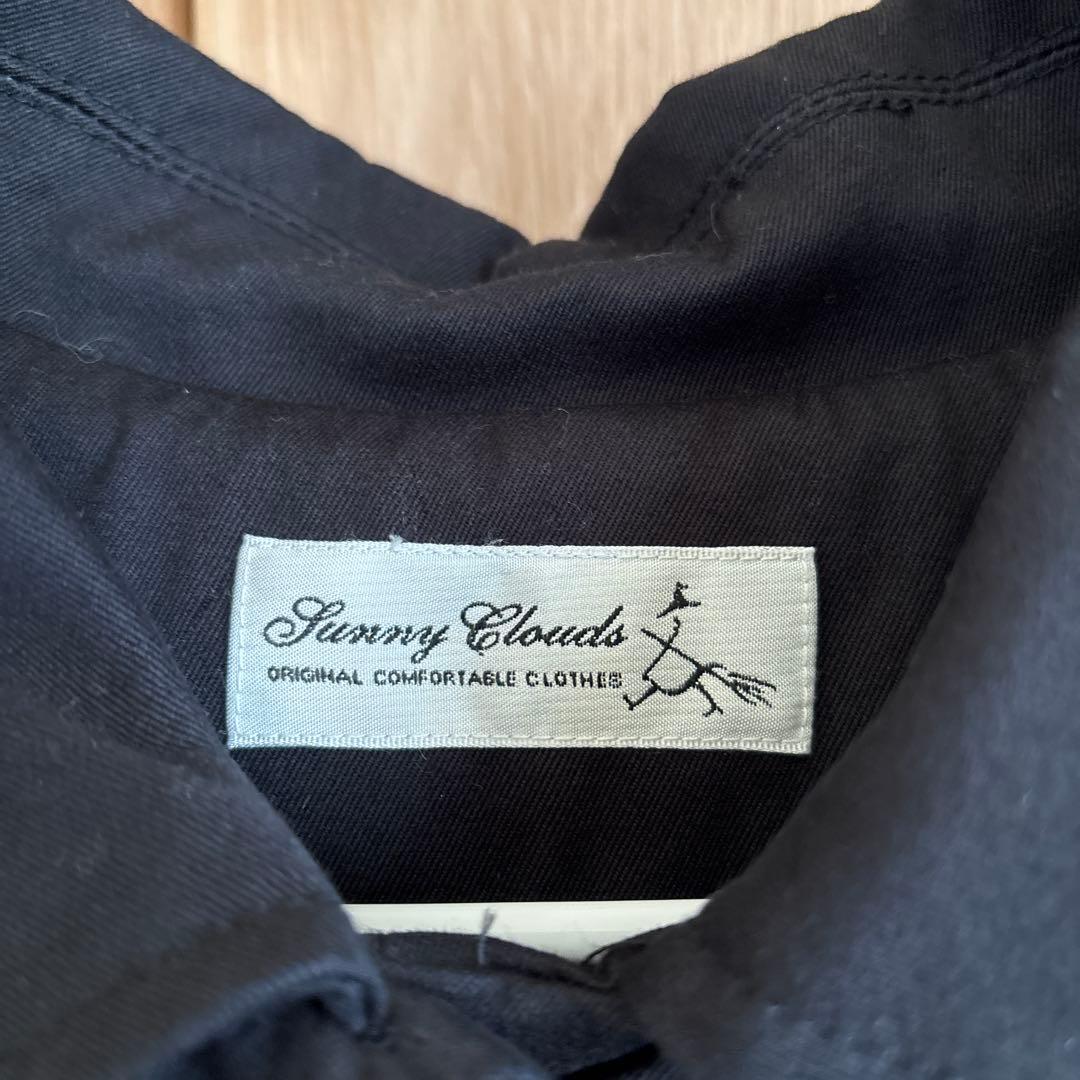 Sunny Clouds
ORIGINAL COMFORTABLE CLOTHES